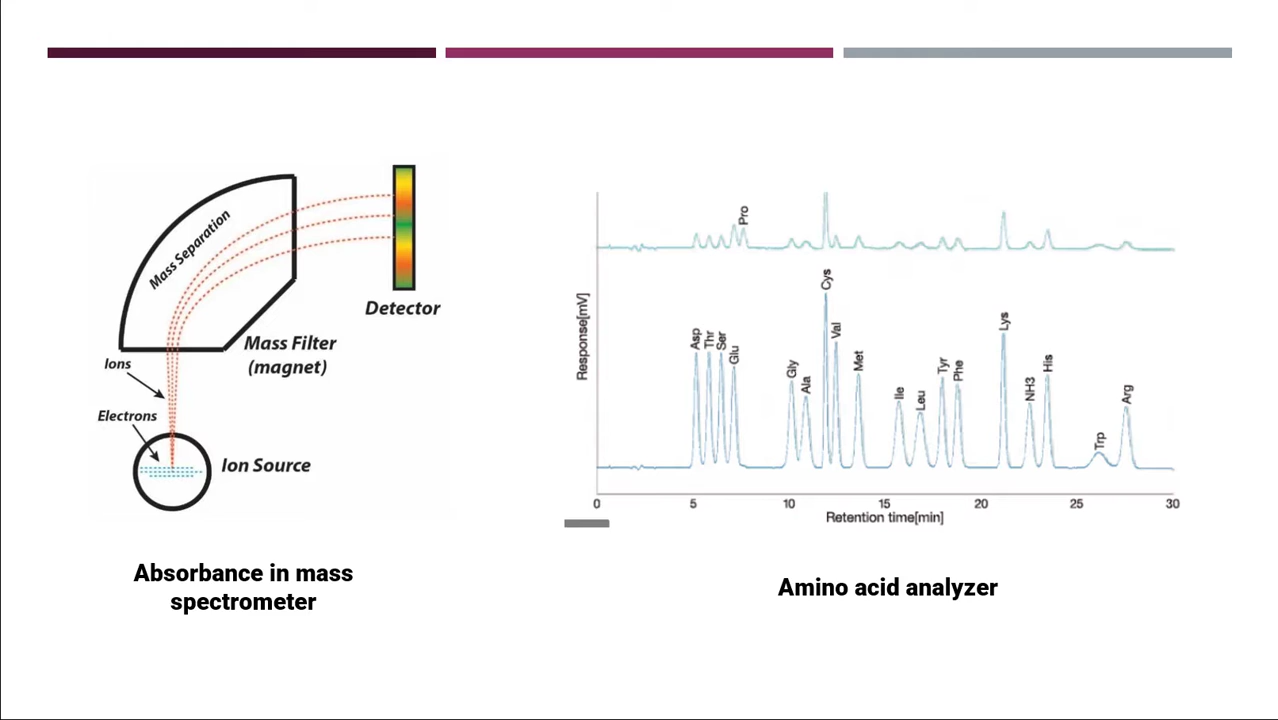 Mass Separation
Detector
Mass Filter
(magnet)
Ions
Electrons
Ion Source
Absorbance in mass
spectrometer
Response[mV]
Pro
Asp
Thr
Ser
Glu
Gly
Ala
Cys
Val
Met
Ile
Leu
Tyr
Phe
Lys
NH3
His
Trp
Arg
0 5 10 15 20 25 30
Retention time[min]
Amino acid analyzer